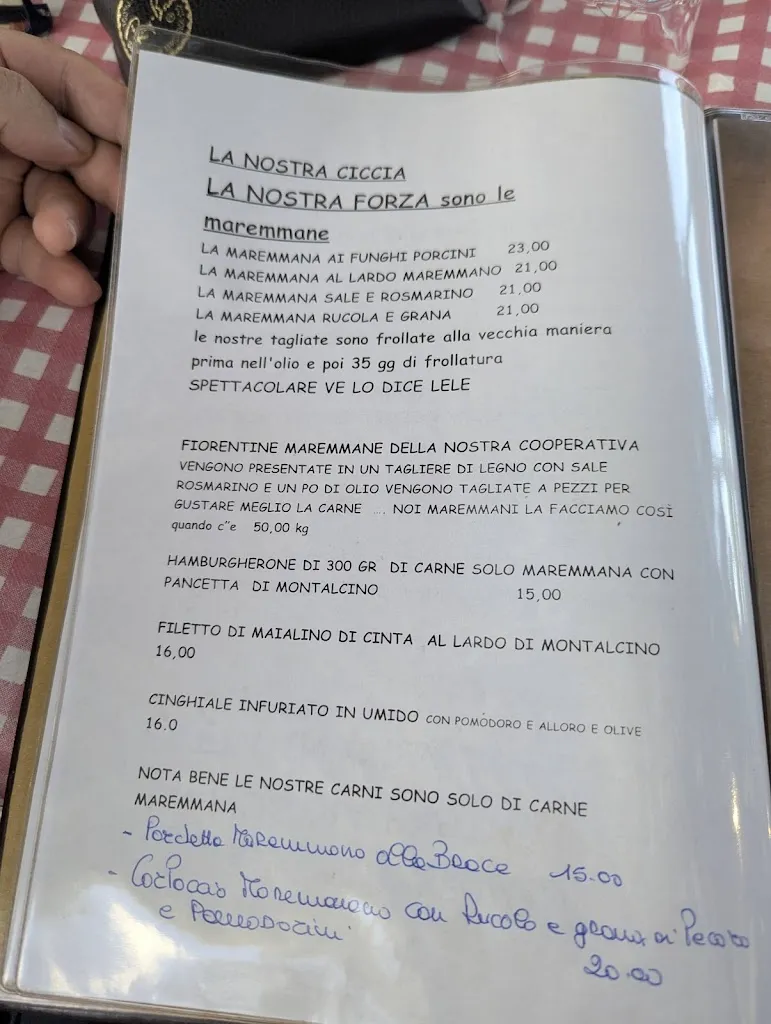 LA NOSTRA CICCIA
LA NOSTRA FORZA sono le
maremmane
LA MAREMMANA AI FUNGHI PORCINI 23,00
LA MAREMMANA AL LARDO MAREMMANO 21,00
LA MAREMMANA SALE E ROSMARINO 21,00
LA MAREMMANA RUCOLA E GRANA 21,00
le nostre tagliate sono frollate alla vecchia maniera
prima nell'olio e poi 35 gg di frollatura
SPETTACOLARE VE LO DICE LELE
FIORENTINE MAREMMANE DELLA NOSTRA COOPERATIVA
VENGONO PRESENTATE IN UN TAGLIERE DI LEGNO CON SALE
ROSMARINO E UN PO DI OLIO VENGONO TAGLIATE A PEZZI PER
GUSTARE MEGLIO LA CARNE .... NOI MAREMMANI LA FACCIAMO COSÌ
quando c"e 50,00 kg
HAMBURGHERONE DI 300 GR DI CARNE SOLO MAREMMANA CON
PANCETTA DI MONTALCINO 15,00
FILETTO DI MAIALINO DI CINTA AL LARDO DI MONTALCINO
16,00
CINGHIALE INFURIATO IN UMIDO CON POMODORO E ALLORO E OLIVE
16.0
NOTA BENE LE NOSTRE CARNI SONO SOLO DI CARNE
MAREMMANA
- Maremmano alla Brace 15.00
- con Rucola e grana di Pecora
e Pomodorini
20.00